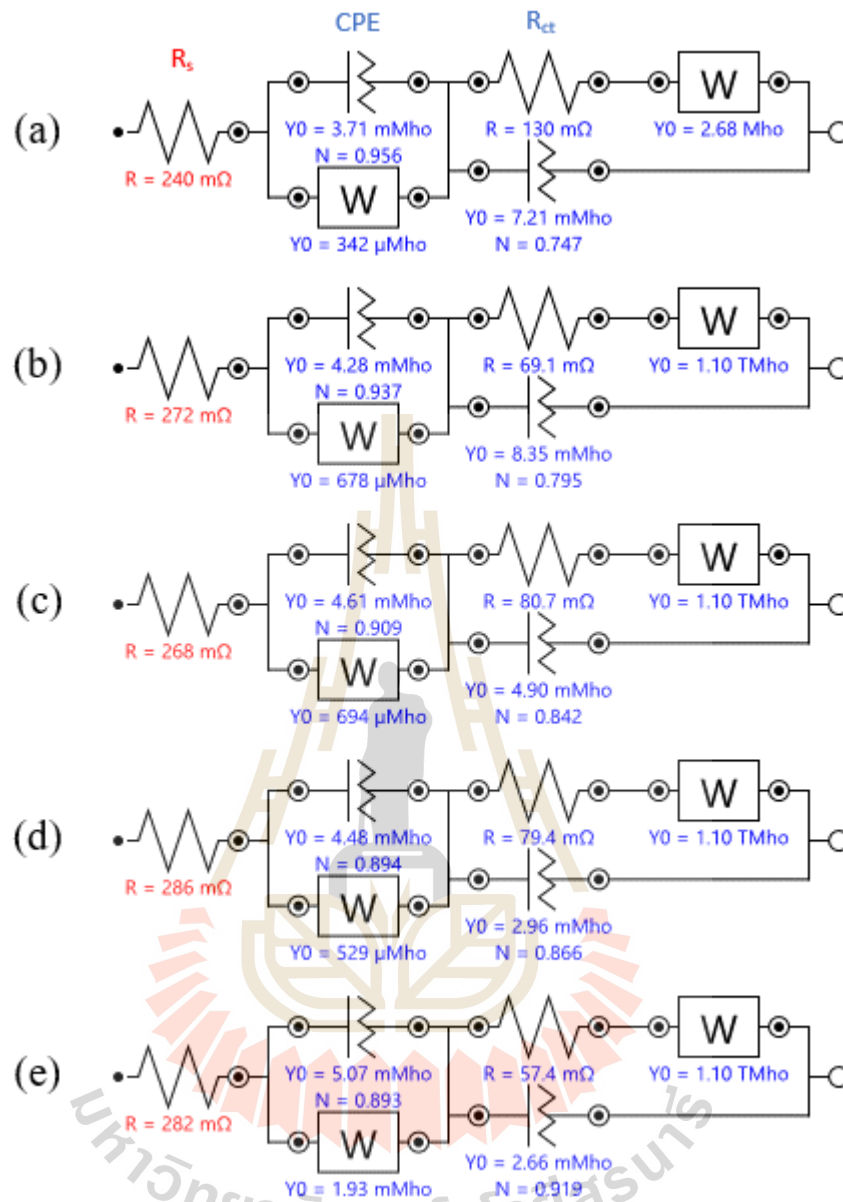 CPE
R_ct
R_s
(a)
W
Y0 = 3.71 mMho
R = 130 mΩ
Y0 = 2.68 Mho
N = 0.956
R = 240 mΩ
W
Y0 = 7.21 mMho
Y0 = 342 µMho
N = 0.747
(b)
W
Y0 = 4.28 mMho
R = 69.1 mΩ
Y0 = 1.10 TMho
N = 0.937
R = 272 mΩ
W
Y0 = 8.35 mMho
Y0 = 678 µMho
N = 0.795
(c)
W
Y0 = 4.61 mMho
R = 80.7 mΩ
Y0 = 1.10 TMho
N = 0.909
R = 268 mΩ
W
Y0 = 4.90 mMho
Y0 = 694 µMho
N = 0.842
(d)
W
Y0 = 4.48 mMho
R = 79.4 mΩ
Y0 = 1.10 TMho
N = 0.894
R = 286 mΩ
W
Y0 = 2.96 mMho
Y0 = 529 µMho
N = 0.866
(e)
W
Y0 = 5.07 mMho
R = 57.4 mΩ
Y0 = 1.10 TMho
N = 0.893
R = 282 mΩ
W
Y0 = 2.66 mMho
Y0 = 1.93 mMho
N = 0.919